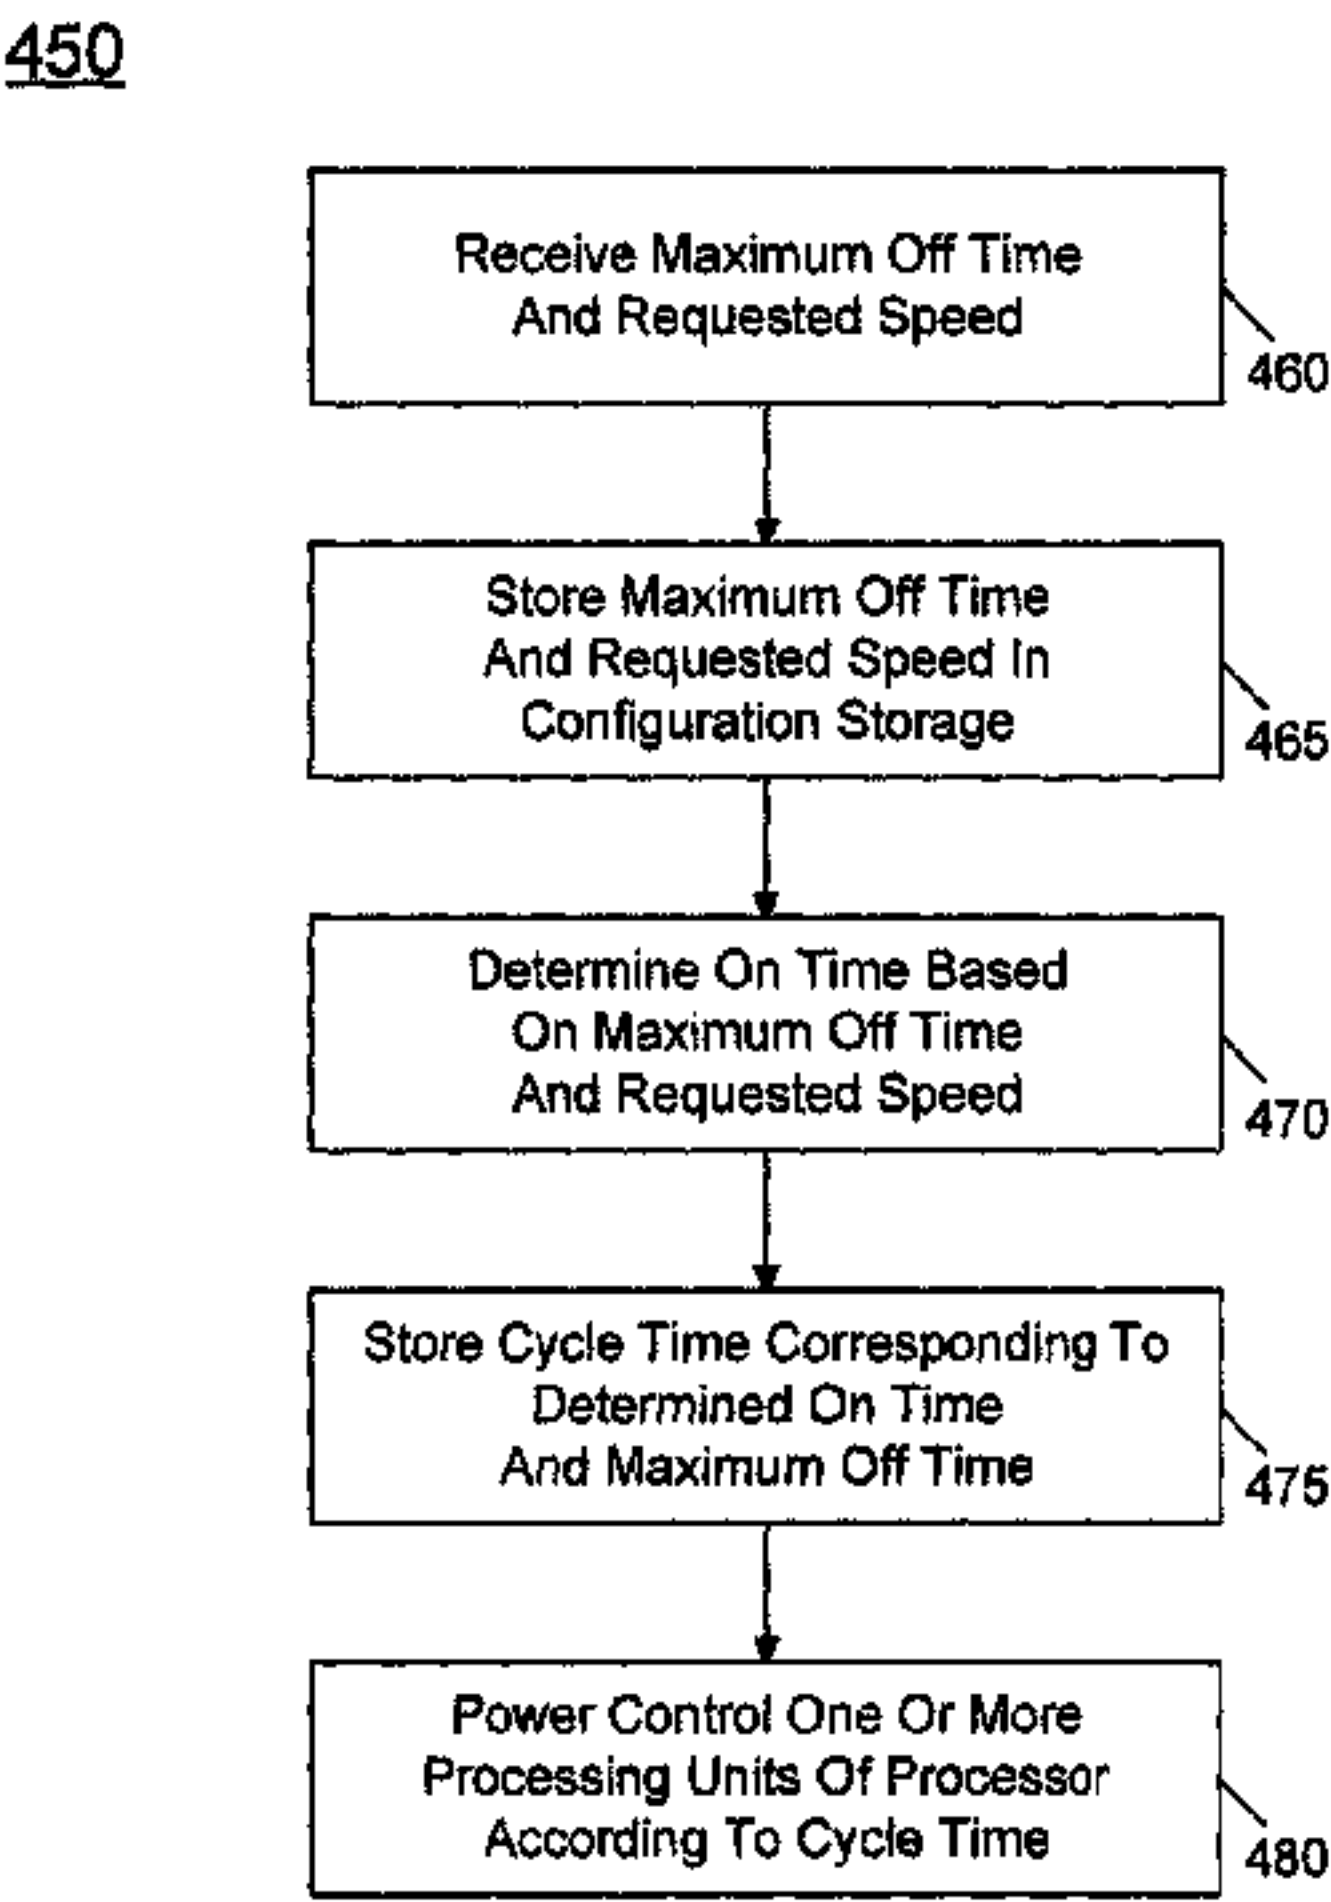 450
Receive Maximum Off Time
And Requested Speed
460
Store Maximum Off Time
And Requested Speed In
Configuration Storage
465
Determine On Time Based
On Maximum Off Time
And Requested Speed
470
Store Cycle Time Corresponding To
Determined On Time
And Maximum Off Time
475
Power Control One Or More
Processing Units Of Processor
According To Cycle Time
480